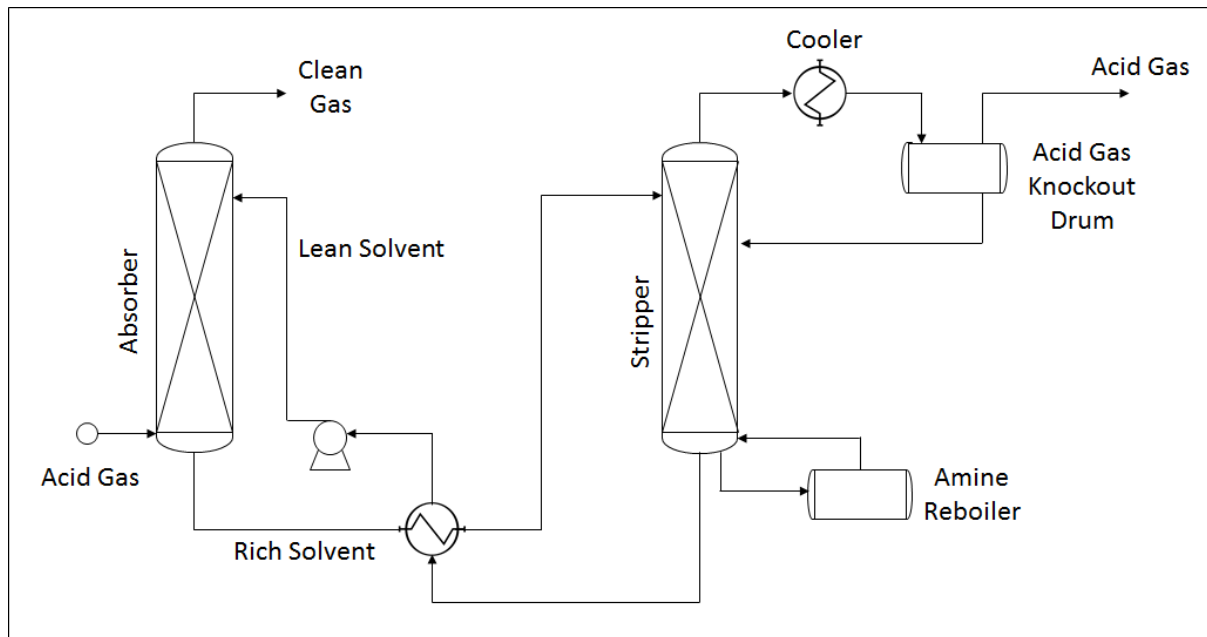 Cooler
Clean
Gas
Acid Gas
Acid Gas
Knockout
Drum
Lean Solvent
Absorber
Stripper
Acid Gas
Rich Solvent
Amine
Reboiler